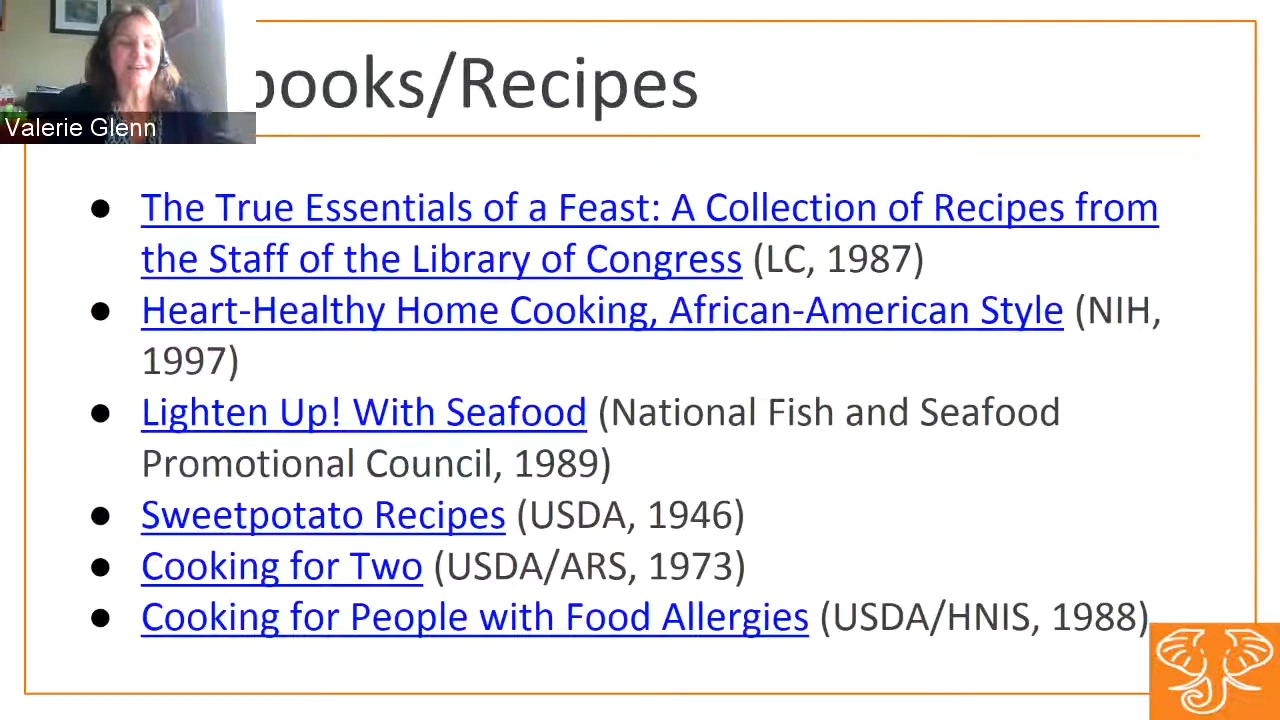 books/Recipes
Valerie Glenn
● The True Essentials of a Feast: A Collection of Recipes from
the Staff of the Library of Congress (LC, 1987)
● Heart-Healthy Home Cooking, African-American Style (NIH,
1997)
● Lighten Up! With Seafood (National Fish and Seafood
Promotional Council, 1989)
● Sweetpotato Recipes (USDA, 1946)
● Cooking for Two (USDA/ARS, 1973)
● Cooking for People with Food Allergies (USDA/HNIS, 1988)